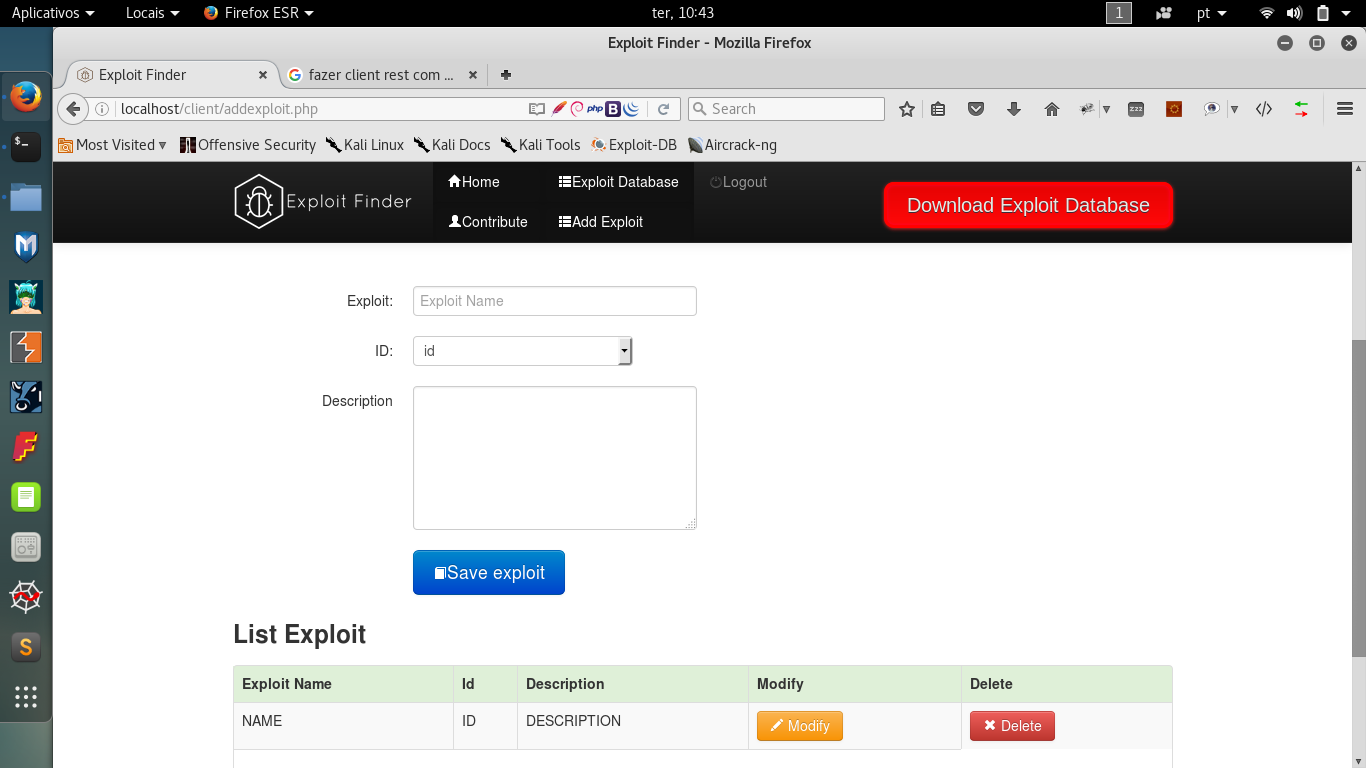 Aplicativos Locais Firefox ESR ter, 10:43 1 pt
Exploit Finder - Mozilla Firefox
Exploit Finder fazer client rest com ...
localhost/client/addexploit.php php B Search zzz
Most Visited Offensive Security Kali Linux Kali Docs Kali Tools Exploit-DB Aircrack-ng
Exploit Finder Home Exploit Database Logout Download Exploit Database
Contribute Add Exploit
Exploit: Exploit Name
ID: id
Description
Save exploit
List Exploit
Exploit Name Id Description Modify Delete
NAME ID DESCRIPTION Modify Delete